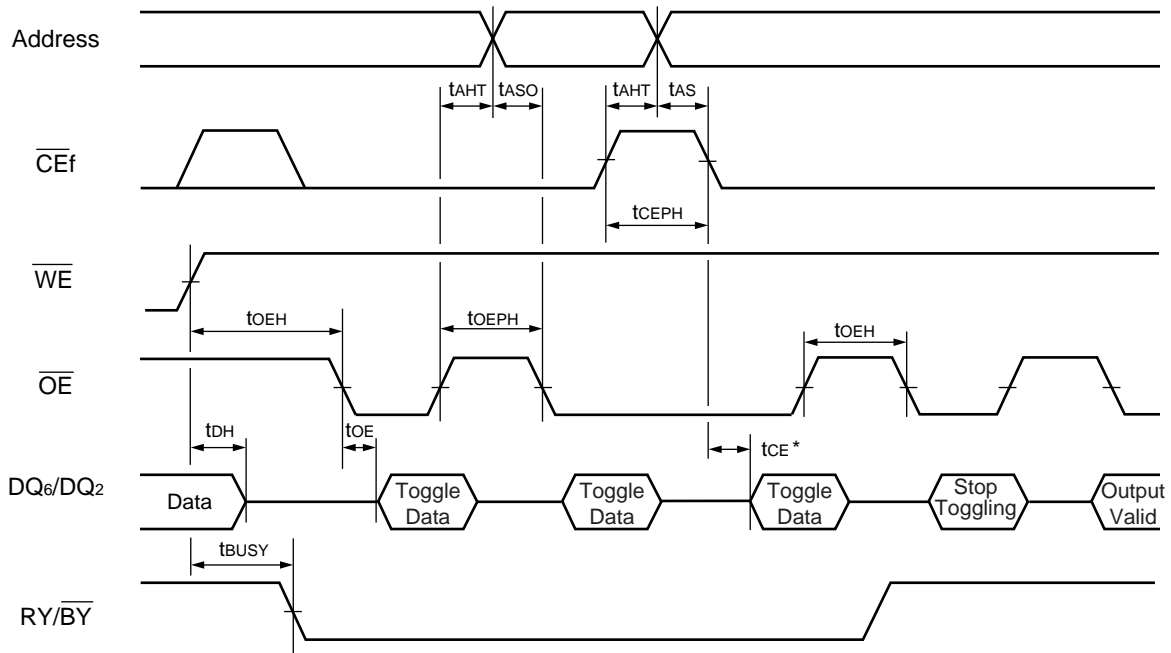 Address
tAHT tASO tAHT tAS
CEf
tCEPH
WE
tOEH tOEPH tOEH
OE
tDH tOE tCE*
DQ6/DQ2
Data Toggle Data Toggle Data Toggle Data Stop Toggling Output Valid
tBUSY
RY/BY